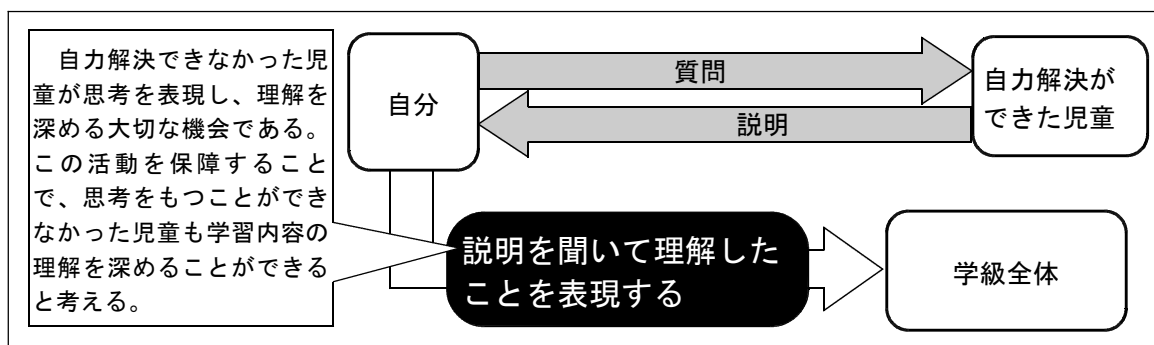 自力解決できなかった児
童が思考を表現し、理解を
深める大切な機会である。
この活動を保障すること
で、思考をもつことができ
なかった児童も学習内容の
理解を深めることができる
と考える。
自分
質問
説明
自力解決が
できた児童
説明を聞いて理解した
ことを表現する
学級全体